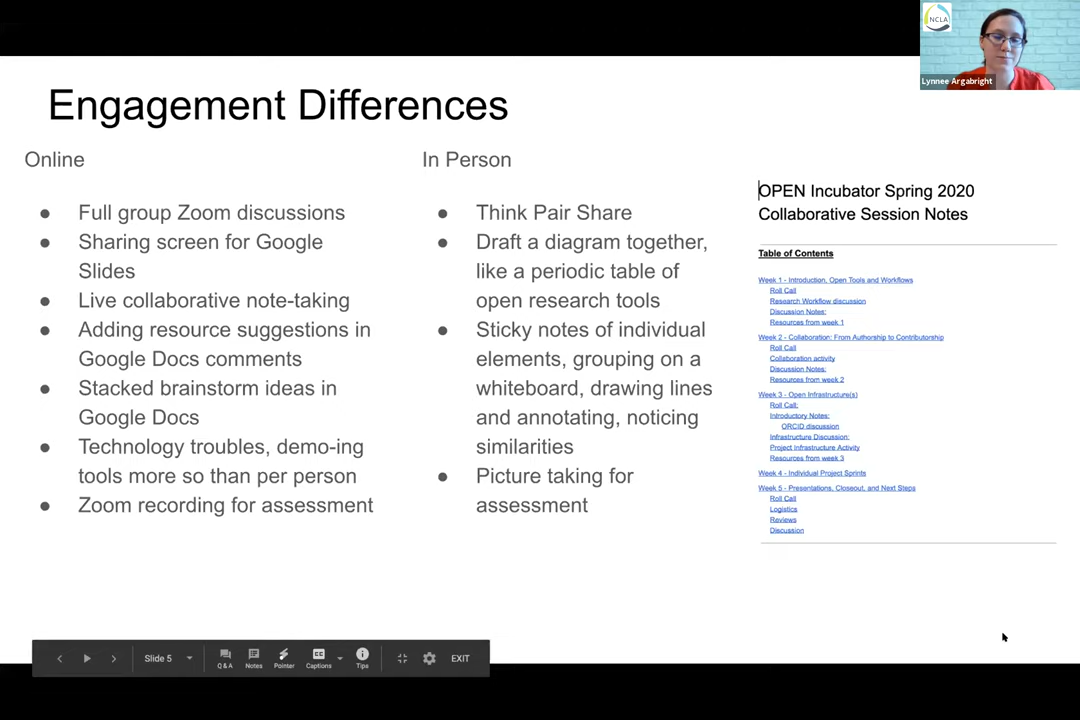 NCLA
Lynnee Argabright
Engagement Differences
Online
● Full group Zoom discussions
● Sharing screen for Google
Slides
● Live collaborative note-taking
● Adding resource suggestions in
Google Docs comments
● Stacked brainstorm ideas in
Google Docs
● Technology troubles, demo-ing
tools more so than per person
● Zoom recording for assessment
In Person
● Think Pair Share
● Draft a diagram together,
like a periodic table of
open research tools
● Sticky notes of individual
elements, grouping on a
whiteboard, drawing lines
and annotating, noticing
similarities
● Picture taking for
assessment
OPEN Incubator Spring 2020
Collaborative Session Notes
Table of Contents
Week 1 - Introduction, Open Tools and Workflows
Roll Call
Research Workflow discussion
Discussion Notes:
Resources from week 1
Week 2 - Collaboration: From Authorship to Contributorship
Roll Call
Collaboration activity
Discussion Notes:
Resources from week 2
Week 3 - Open Infrastructure(s)
Roll Call:
Introductory Notes:
ORCID discussion
Infrastructure Discussion:
Project Infrastructure Activity
Resources from week 3
Week 4 - Individual Project Sprints
Week 5 - Presentations, Closeout, and Next Steps
Roll Call
Logistics
Reviews
Discussion
Slide 5
Q & A
Notes
Pointer
CC
Captions
Tips
EXIT